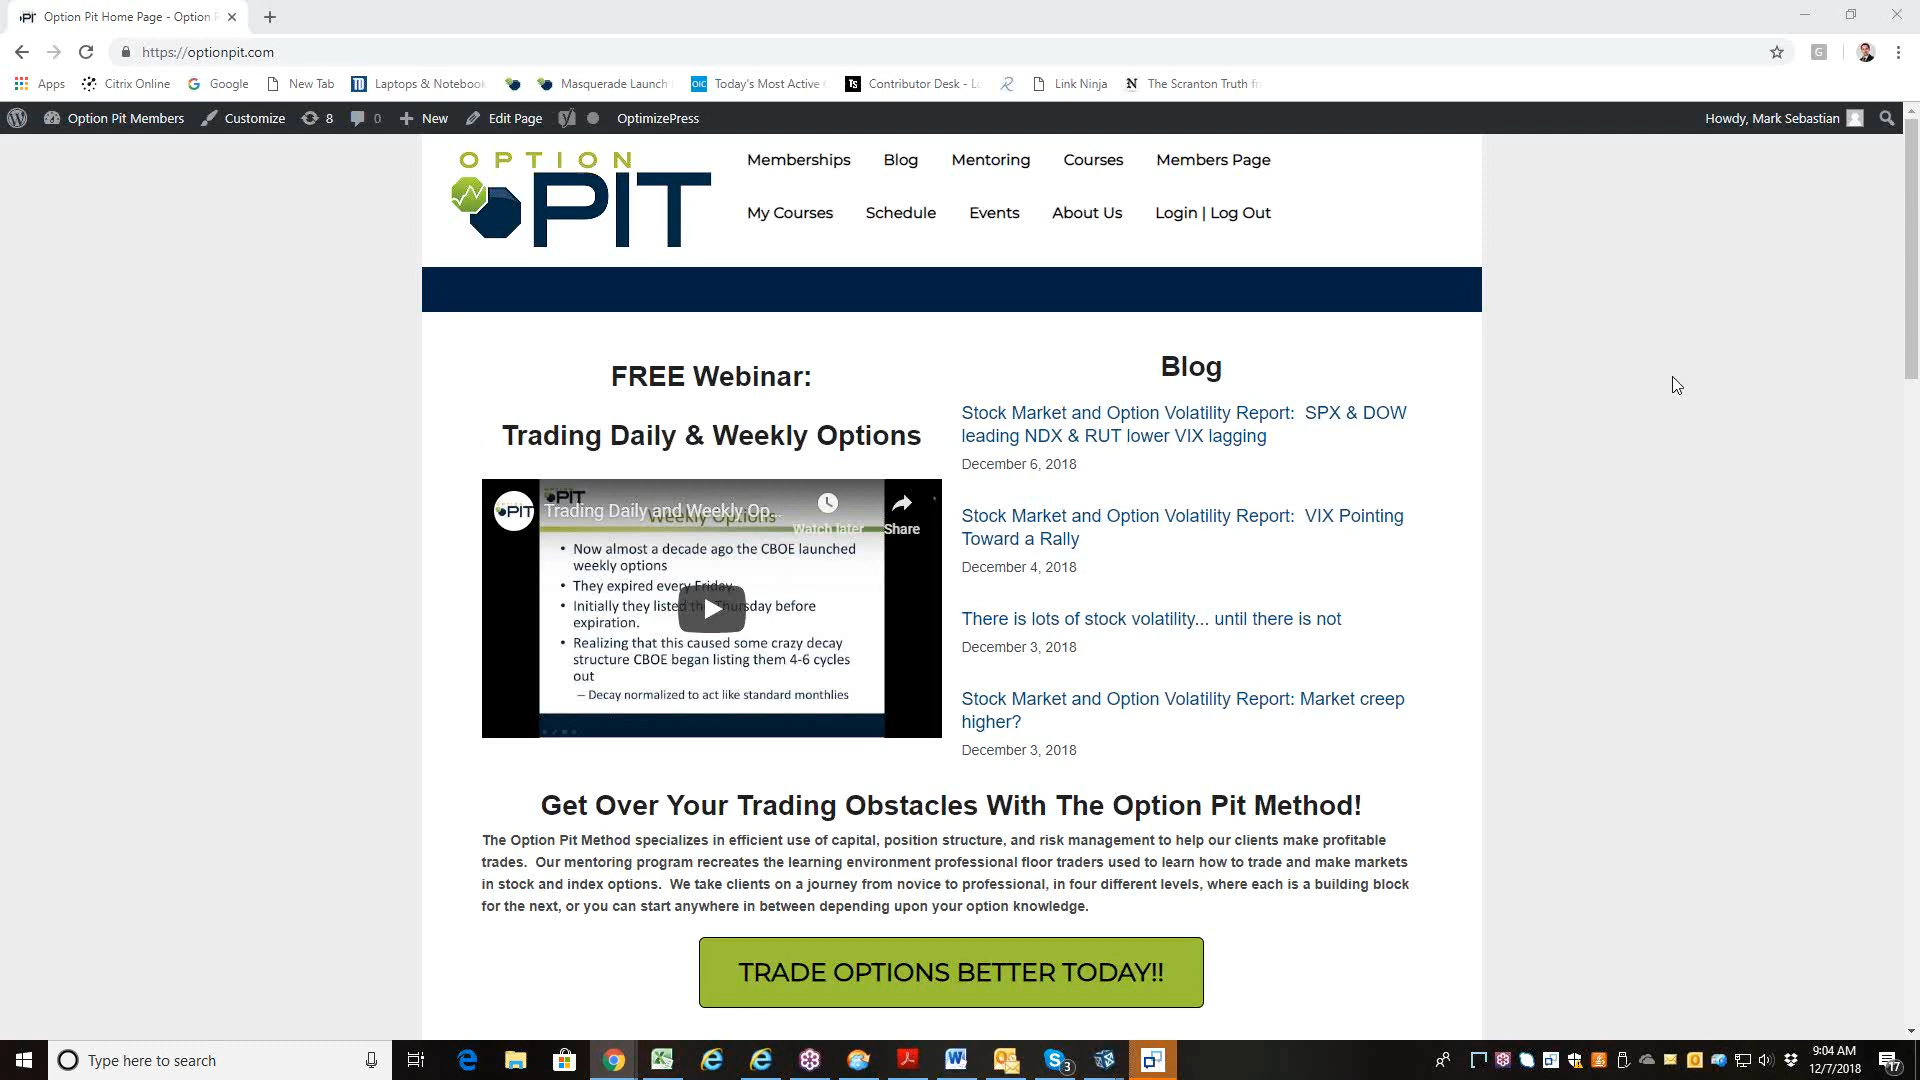 Option Pit Home Page - Option
https://optionpit.com
Apps Citrix Online Google New Tab Laptops & Notebook Masquerade Launch Today's Most Active Contributor Desk - L Link Ninja The Scranton Truth fr
Option Pit Members Customize 8 0 New Edit Page OptimizePress Howdy, Mark Sebastian
OPTION
PIT
Memberships Blog Mentoring Courses Members Page
My Courses Schedule Events About Us Login | Log Out
FREE Webinar:
Trading Daily & Weekly Options
PIT
PIT
Trading Daily and Weekly Op...
Weekly Options
Watch later
Share
• Now almost a decade ago the CBOE launched
weekly options
• They expired every Friday.
• Initially they listed the Thursday before
expiration.
• Realizing that this caused some crazy decay
structure CBOE began listing them 4-6 cycles
out
– Decay normalized to act like standard monthlies
Blog
Stock Market and Option Volatility Report: SPX & DOW
leading NDX & RUT lower VIX lagging
December 6, 2018
Stock Market and Option Volatility Report: VIX Pointing
Toward a Rally
December 4, 2018
There is lots of stock volatility... until there is not
December 3, 2018
Stock Market and Option Volatility Report: Market creep
higher?
December 3, 2018
Get Over Your Trading Obstacles With The Option Pit Method!
The Option Pit Method specializes in efficient use of capital, position structure, and risk management to help our clients make profitable
trades. Our mentoring program recreates the learning environment professional floor traders used to learn how to trade and make markets
in stock and index options. We take clients on a journey from novice to professional, in four different levels, where each is a building block
for the next, or you can start anywhere in between depending upon your option knowledge.
TRADE OPTIONS BETTER TODAY!!
Type here to search
3
9:04 AM
12/7/2018
17